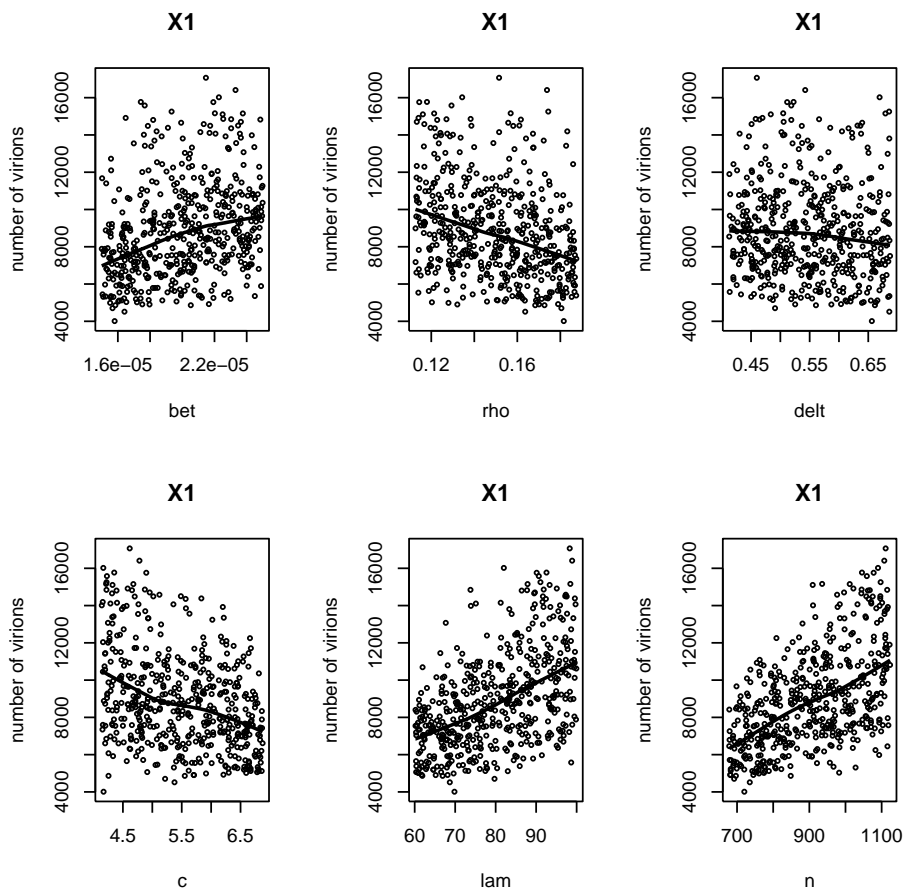 X1
number of virions
4000
8000
12000
16000
1.6e−05
2.2e−05
bet
X1
number of virions
4000
8000
12000
16000
0.12
0.16
rho
X1
number of virions
4000
8000
12000
16000
0.45
0.55
0.65
delt
X1
number of virions
4000
8000
12000
16000
4.5
5.5
6.5
c
X1
number of virions
4000
8000
12000
16000
60
70
80
90
lam
X1
number of virions
4000
8000
12000
16000
700
900
1100
n